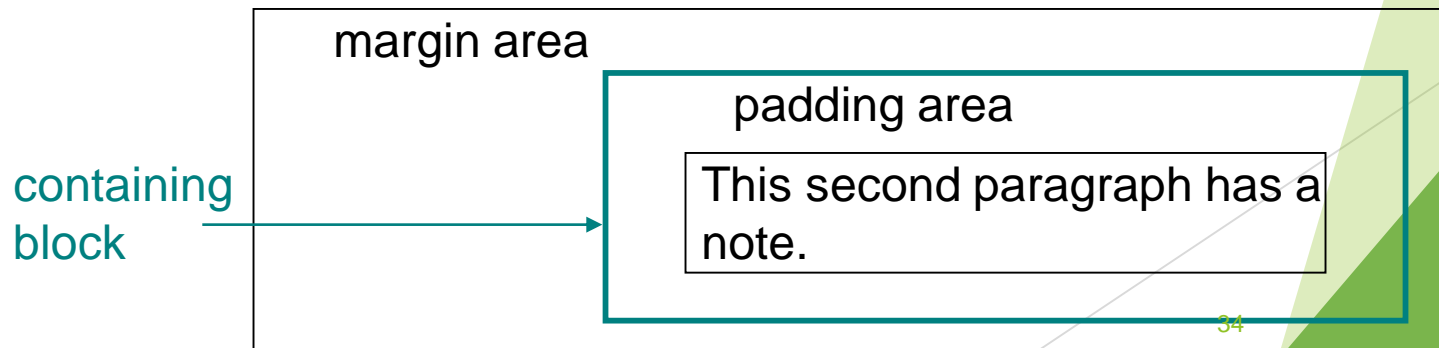 margin area
padding area
containing
block
This second paragraph has a
note.
34